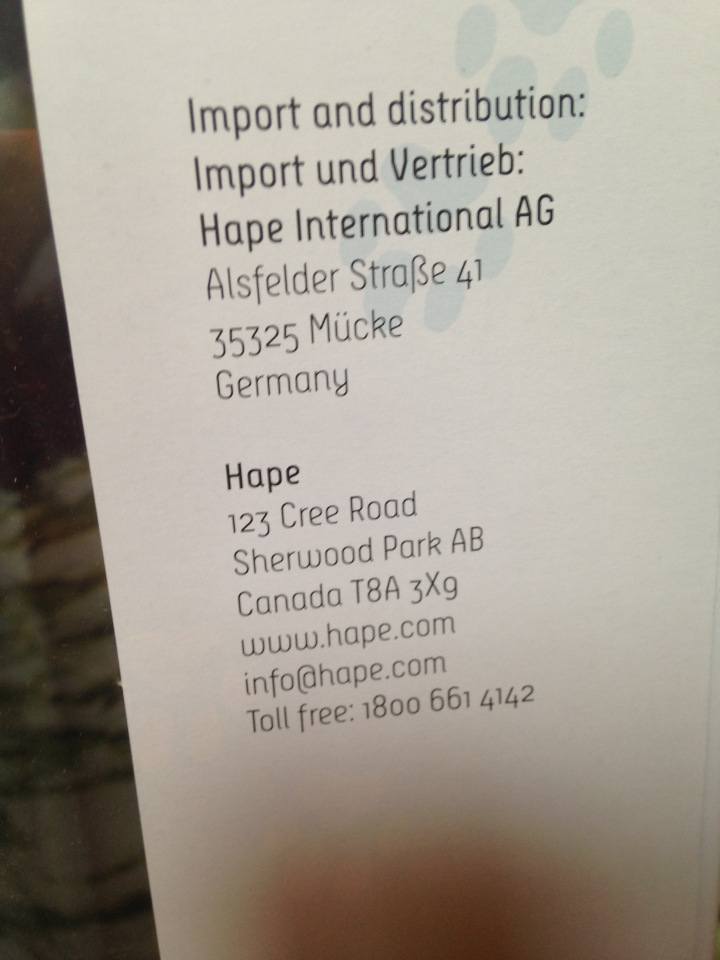 Import and distribution:
Import und Vertrieb:
Hape International AG
Alsfelder Straße 41
35325 Mücke
Germany
Hape
123 Cree Road
Sherwood Park AB
Canada T8A 3X9
www.hape.com
info@hape.com
Toll free: 1800 661 4142